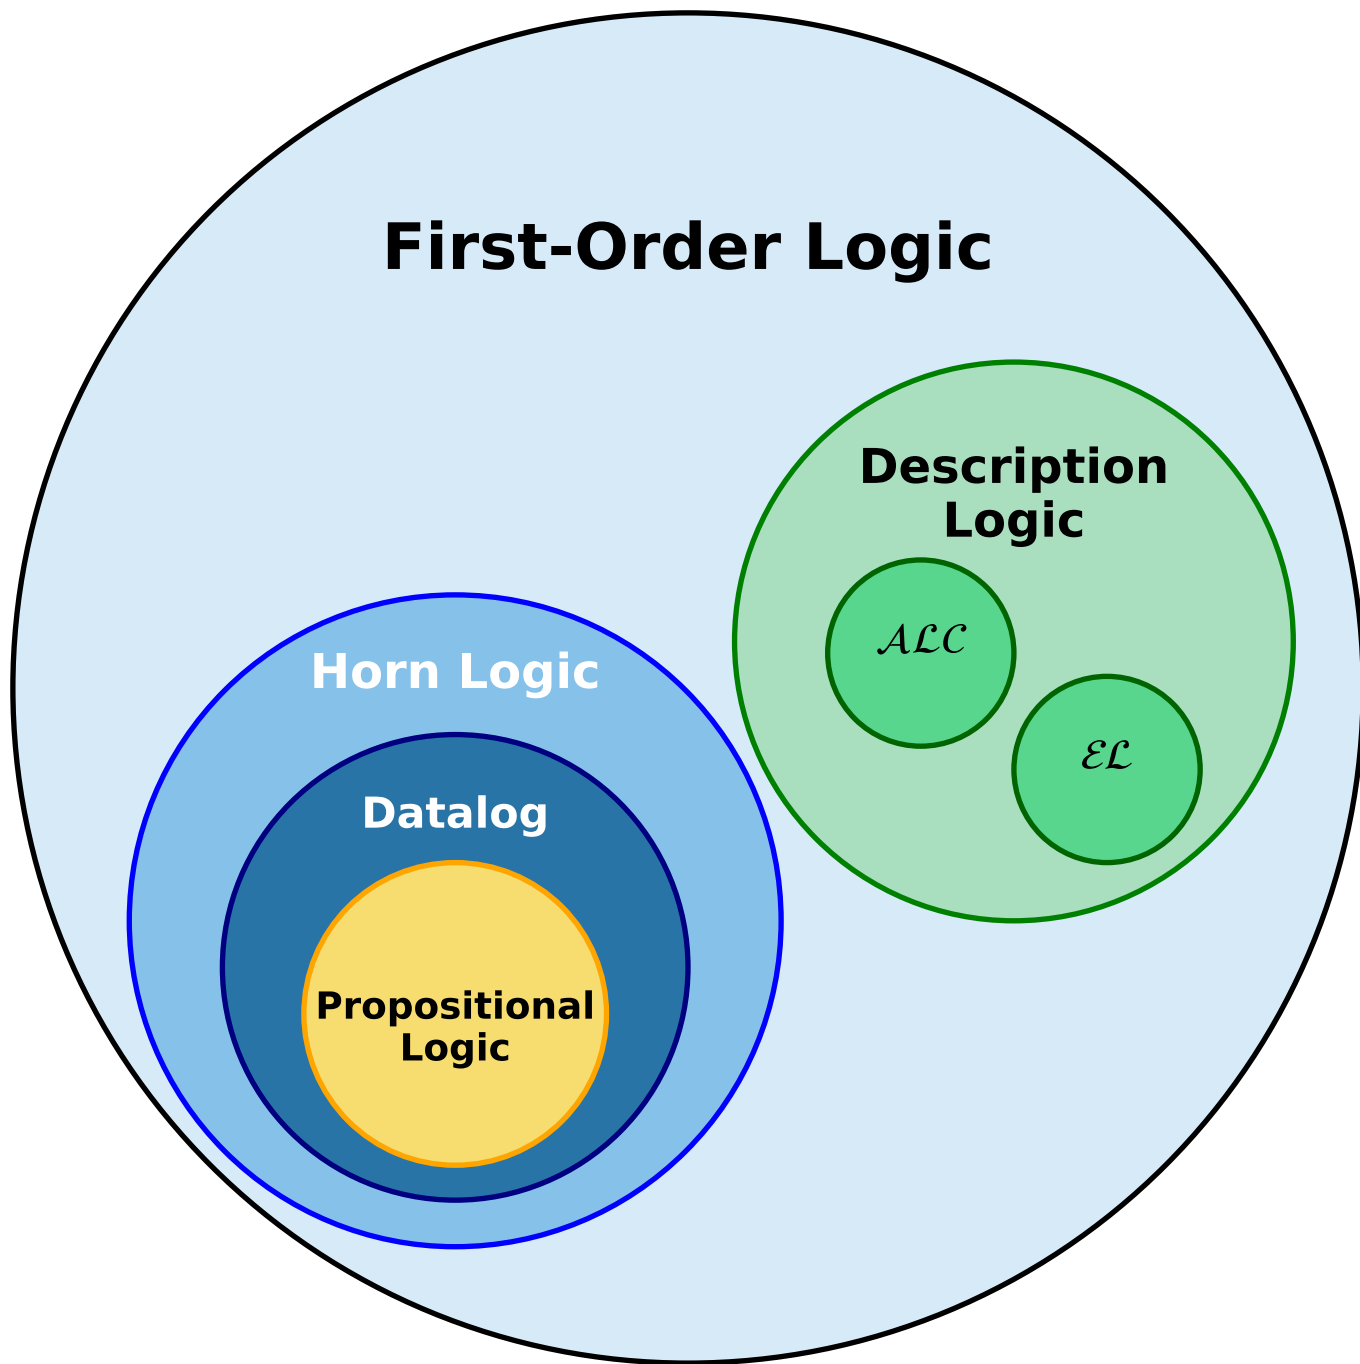 First-Order Logic
Description
Logic
𝒜ℒ𝒞
Horn Logic
ℰℒ
Datalog
Propositional
Logic